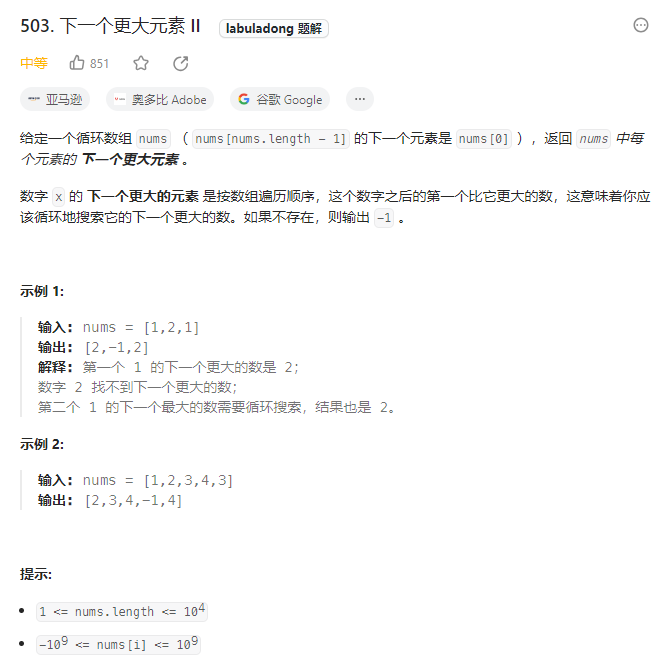 503. 下一个更大元素 II labuladong 题解
中等 851
亚马逊 奥多比 Adobe 谷歌 Google ···
给定一个循环数组 nums （ nums[nums.length - 1] 的下一个元素是 nums[0] ），返回 nums 中每
个元素的 下一个更大元素 。
数字 x 的 下一个更大的元素 是按数组遍历顺序，这个数字之后的第一个比它更大的数，这意味着你应
该循环地搜索它的下一个更大的数。如果不存在，则输出 -1 。
示例 1:
输入: nums = [1,2,1]
输出: [2,-1,2]
解释: 第一个 1 的下一个更大的数是 2；
数字 2 找不到下一个更大的数；
第二个 1 的下一个最大的数需要循环搜索，结果也是 2。
示例 2:
输入: nums = [1,2,3,4,3]
输出: [2,3,4,-1,4]
提示:
• 1 <= nums.length <= 10⁴
• -10⁹ <= nums[i] <= 10⁹